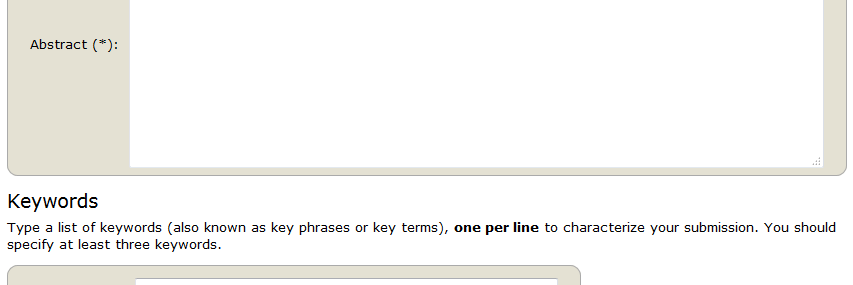 Abstract (*):
Keywords
Type a list of keywords (also known as key phrases or key terms), one per line to characterize your submission. You should
specify at least three keywords.